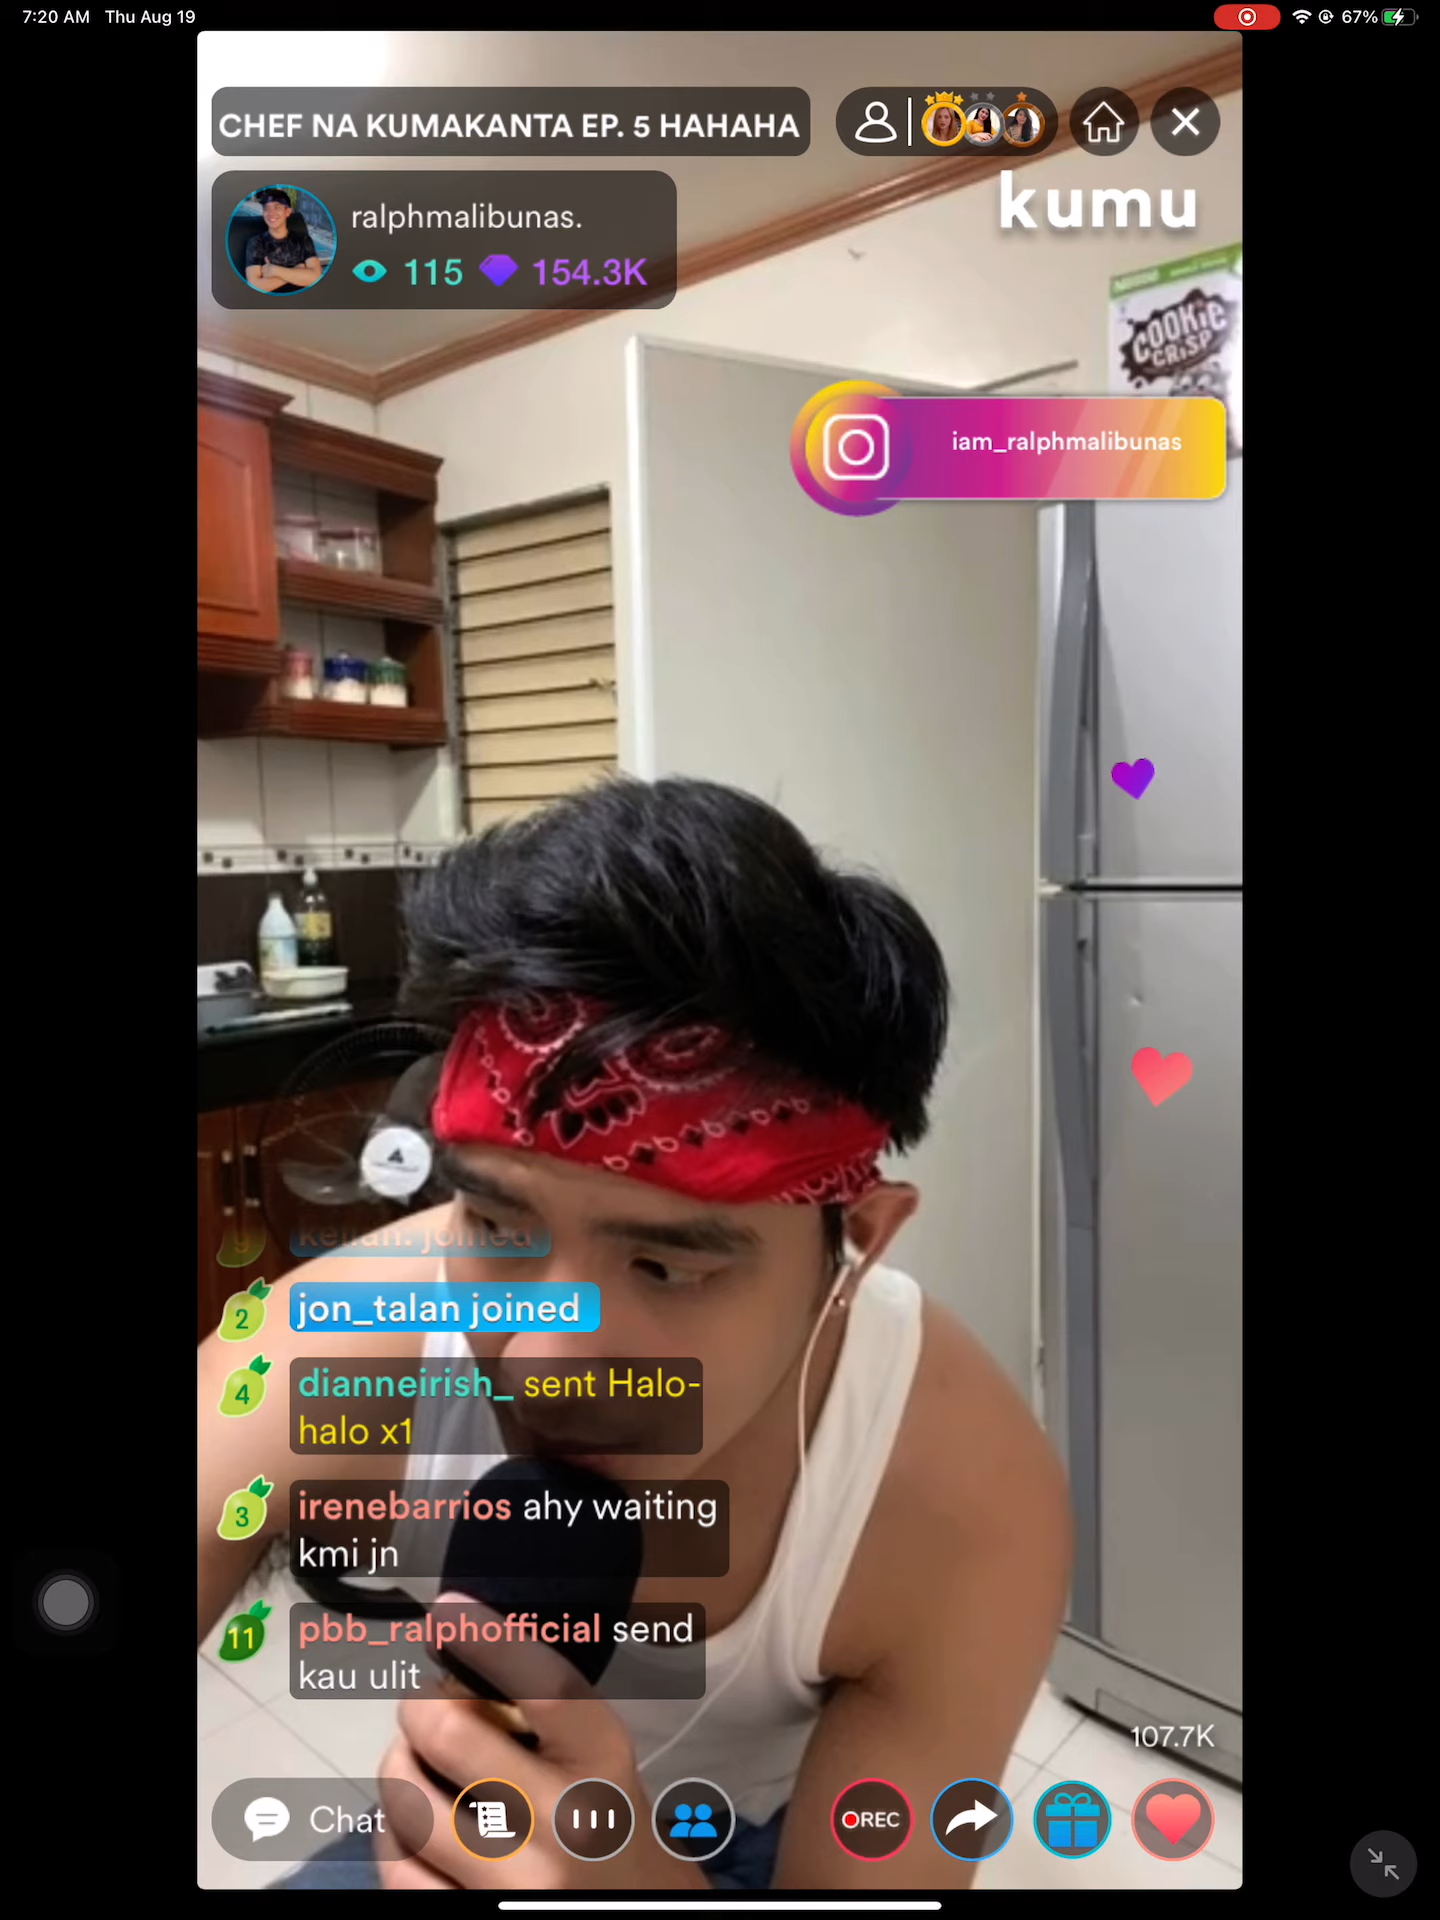 7:20 AM Thu Aug 19
67%
CHEF NA KUMAKANTA EP. 5 HAHAHA
kumu
ralphmalibunas.
115 154.3K
COOKIE
CRISP
iam_ralphmalibunas
joined
2 jon_talan joined
4 dianneirish_ sent Halo-
halo x1
3 irenebarrios ahy waiting
kmi jn
11 pbb_ralphofficial send
kau ulit
107.7K
Chat
REC